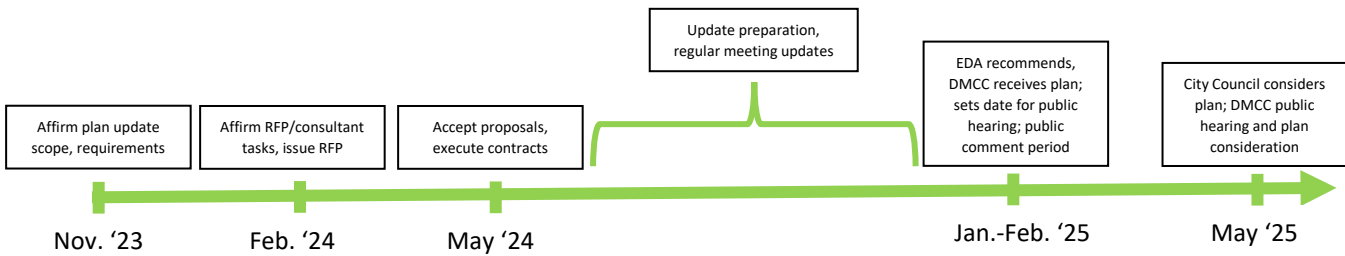 Update preparation,
regular meeting updates
EDA recommends,
DMCC receives plan;
sets date for public
hearing; public
comment period
City Council considers
plan; DMCC public
hearing and plan
consideration
Affirm plan update
scope, requirements
Affirm RFP/consultant
tasks, issue RFP
Accept proposals,
execute contracts
Nov. ‘23
Feb. ‘24
May ‘24
Jan.-Feb. ‘25
May ‘25